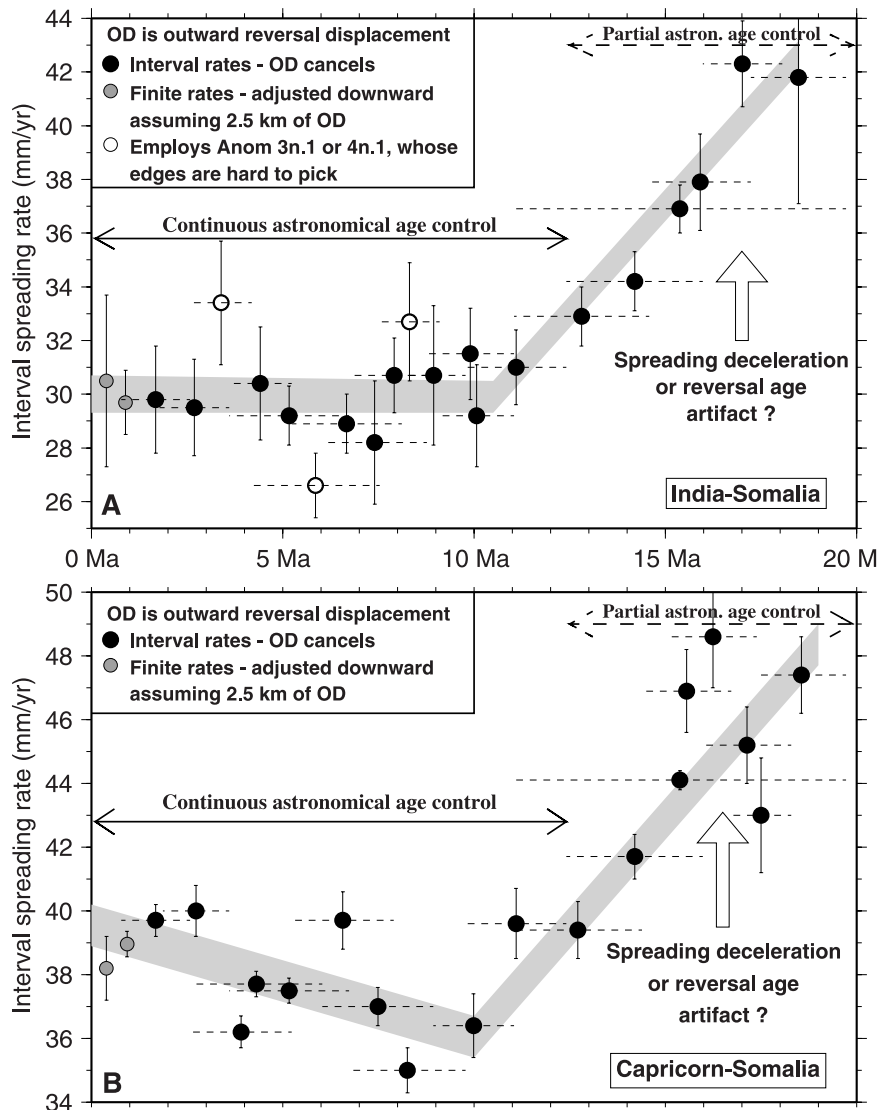 44
42
40
38
36
34
32
30
28
26
Interval spreading rate (mm/yr)
OD is outward reversal displacement
Interval rates - OD cancels
Finite rates - adjusted downward
assuming 2.5 km of OD
Employs Anom 3n.1 or 4n.1, whose
edges are hard to pick
Partial astron. age control
Continuous astronomical age control
Spreading deceleration
or reversal age
artifact ?
A
India-Somalia
0 Ma
5 Ma
10 Ma
15 Ma
20 M
50
48
46
44
42
40
38
36
34
Interval spreading rate (mm/yr)
OD is outward reversal displacement
Interval rates - OD cancels
Finite rates - adjusted downward
assuming 2.5 km of OD
Partial astron. age control
Continuous astronomical age control
Spreading deceleration
or reversal age
artifact ?
B
Capricorn-Somalia